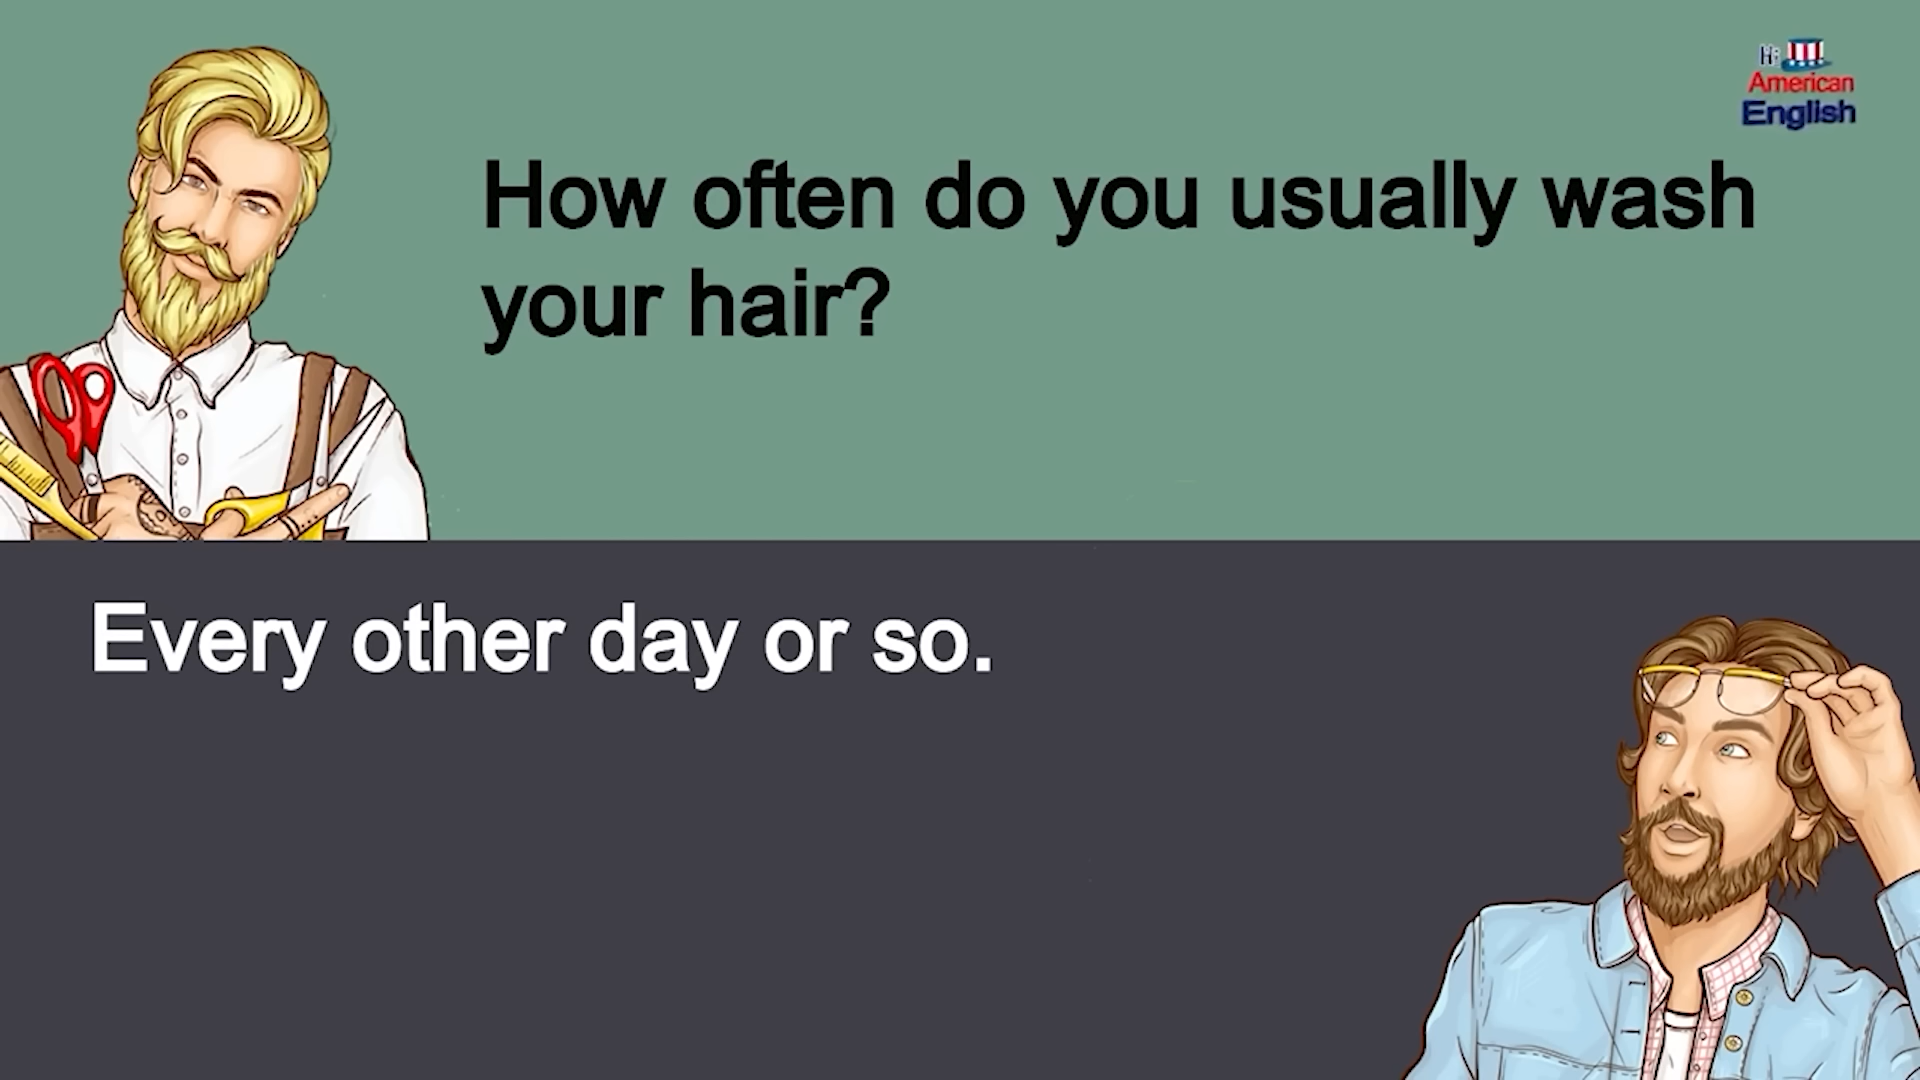 Hi
American
English
How often do you usually wash
your hair?
Every other day or so.